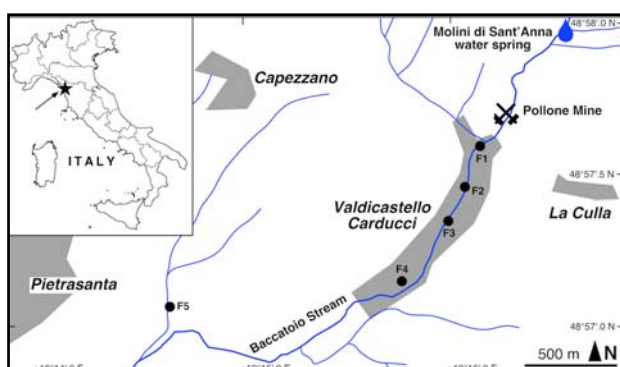 Molini di Sant'Anna
water spring
48°58'.0 N
Capezzano
Pollone Mine
ITALY
F1
48°57'.5 N
F2
Valdicastello
Carducci
La Culla
F3
Pietrasanta
F4
F5
Baccatoio Stream
48°57'.0 N
500 m
N